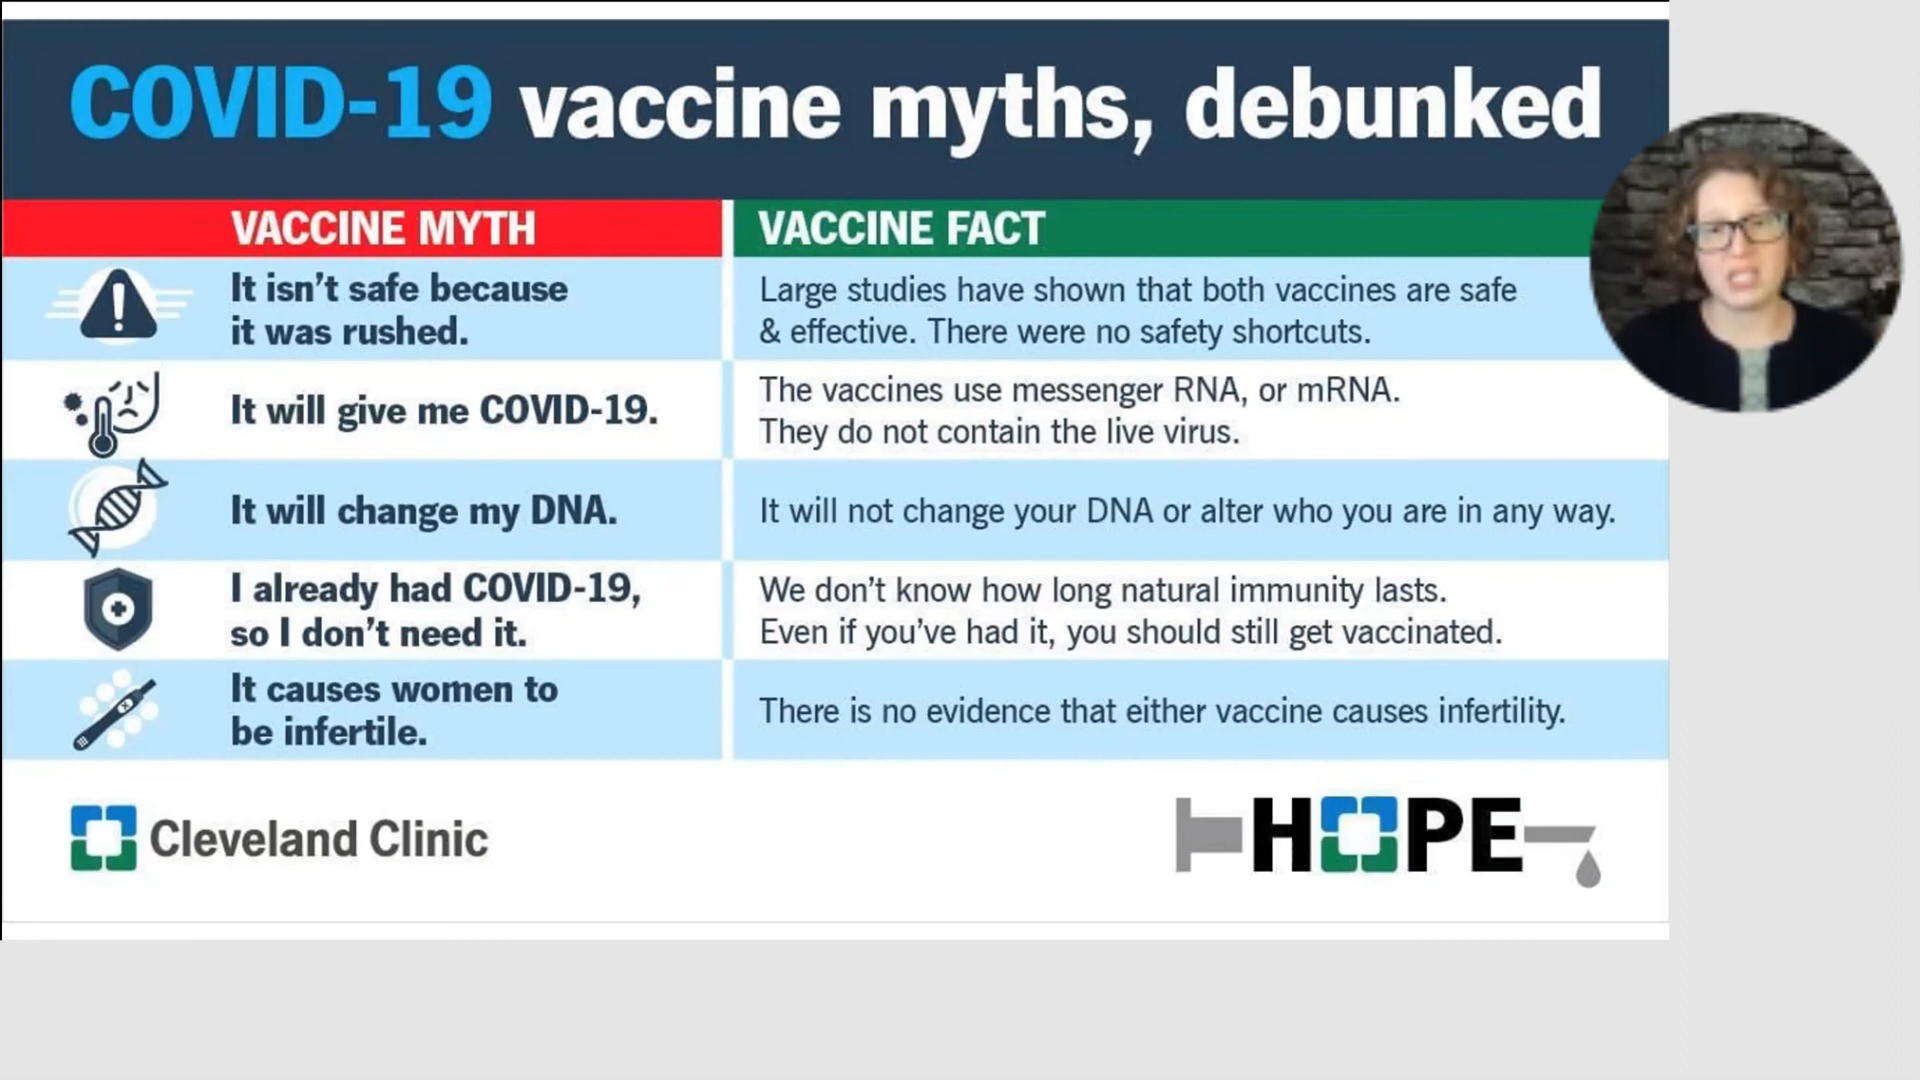 COVID-19 vaccine myths, debunked
VACCINE MYTH
VACCINE FACT
It isn't safe because
it was rushed.
Large studies have shown that both vaccines are safe
& effective. There were no safety shortcuts.
It will give me COVID-19.
The vaccines use messenger RNA, or mRNA.
They do not contain the live virus.
It will change my DNA.
It will not change your DNA or alter who you are in any way.
I already had COVID-19,
so I don't need it.
We don't know how long natural immunity lasts.
Even if you've had it, you should still get vaccinated.
It causes women to
be infertile.
There is no evidence that either vaccine causes infertility.
Cleveland Clinic
HOPE